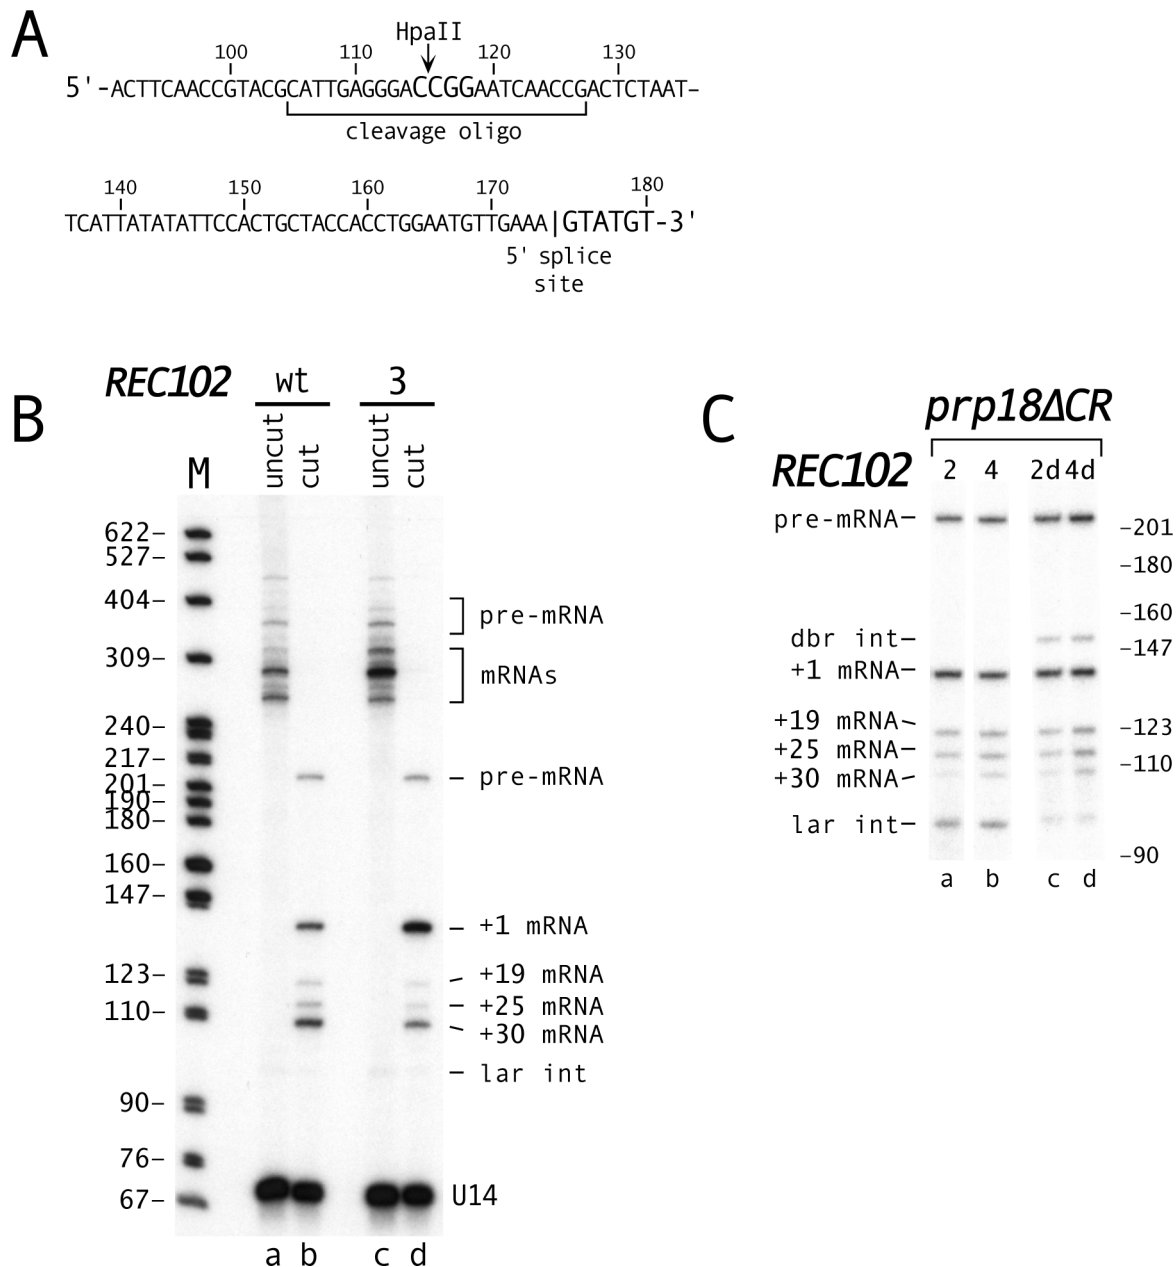 A
HpaII
100 110 120 130
5'-ACTTCAACCGTACGCATTGAGGGACCGGAATCAACCGACTCTAAT–
cleavage oligo
140 150 160 170 180
TCATTATATATTCCACTGCTACCACCTGGAATGTTGAAA|GTATGT-3'
5' splice
site
B
REC102 wt 3
M uncut cut uncut cut
622–
527–
404–
309–
240–
217–
201–
190–
180–
160–
147–
123–
110–
90–
76–
67–
pre-mRNA
mRNAs
– pre-mRNA
– +1 mRNA
+19 mRNA
– +25 mRNA
+30 mRNA
– lar int
U14
a b c d
C
prp18ΔCR
REC102 2 4 2d 4d
pre-mRNA–
dbr int–
+1 mRNA–
+19 mRNA
+25 mRNA–
+30 mRNA
lar int–
–201
–180
–160
–147
–123
–110
–90
a b c d